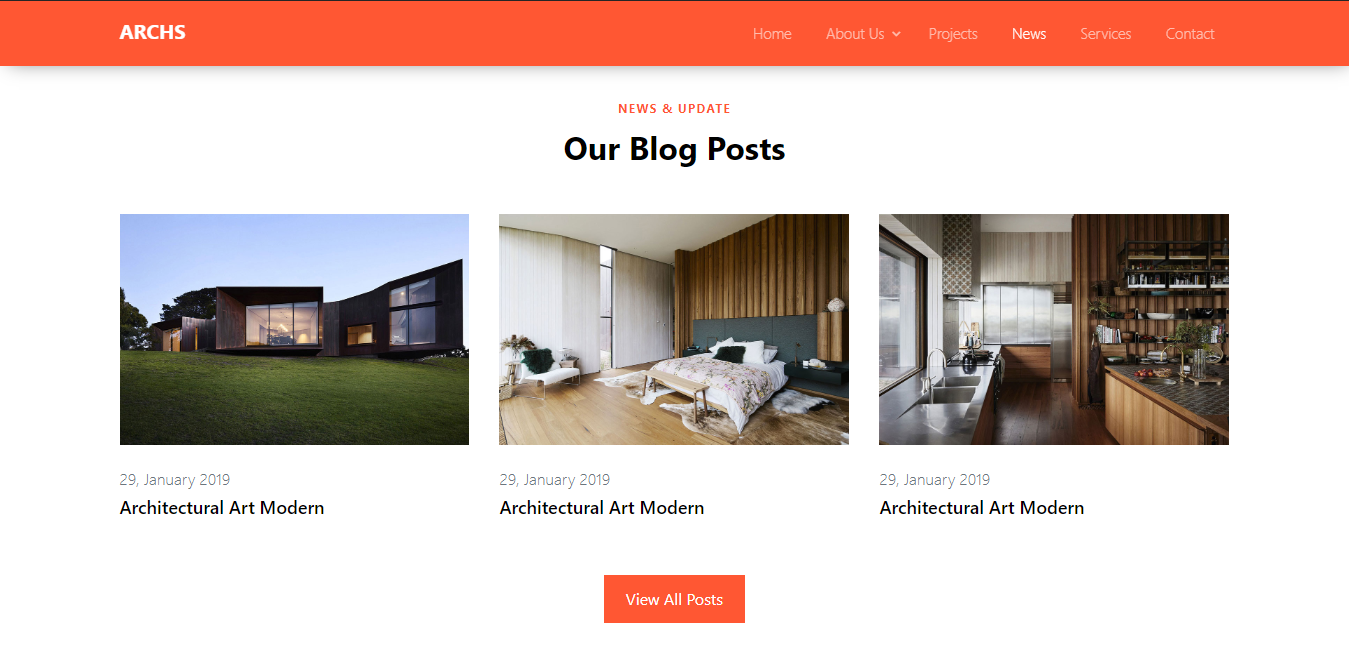 ARCHS
Home About Us Projects News Services Contact
NEWS & UPDATE
Our Blog Posts
29, January 2019
Architectural Art Modern
29, January 2019
Architectural Art Modern
29, January 2019
Architectural Art Modern
View All Posts